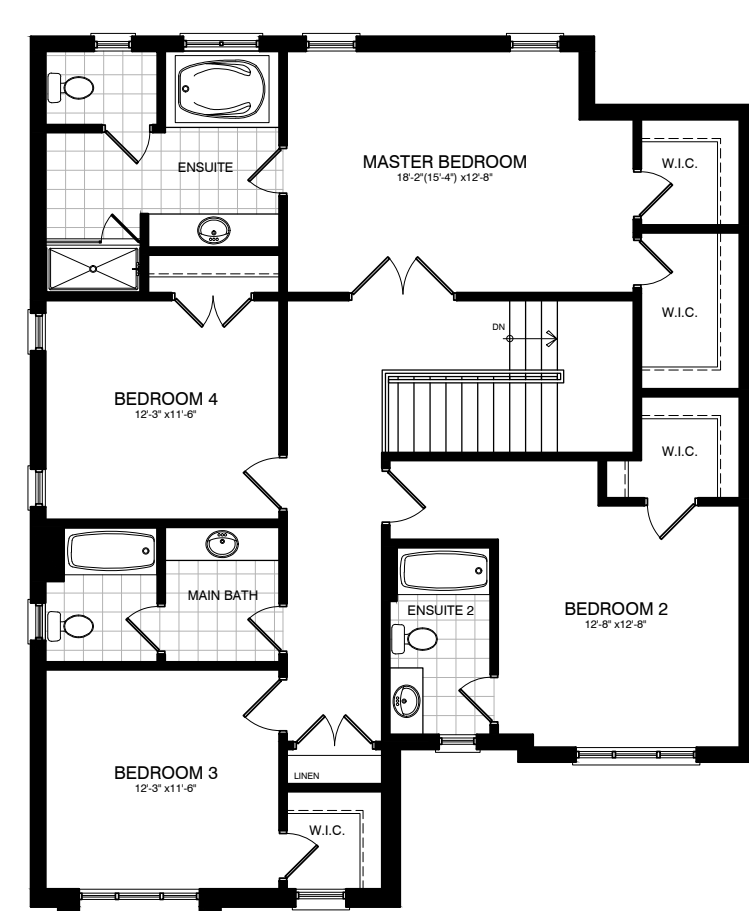 ENSUITE
MASTER BEDROOM
18'-2"(15'-4") x12'-8"
W.I.C.
W.I.C.
DN
BEDROOM 4
12'-3" x11'-6"
W.I.C.
MAIN BATH
ENSUITE 2
BEDROOM 2
12'-8" x12'-8"
BEDROOM 3
12'-3" x11'-6"
LINEN
W.I.C.